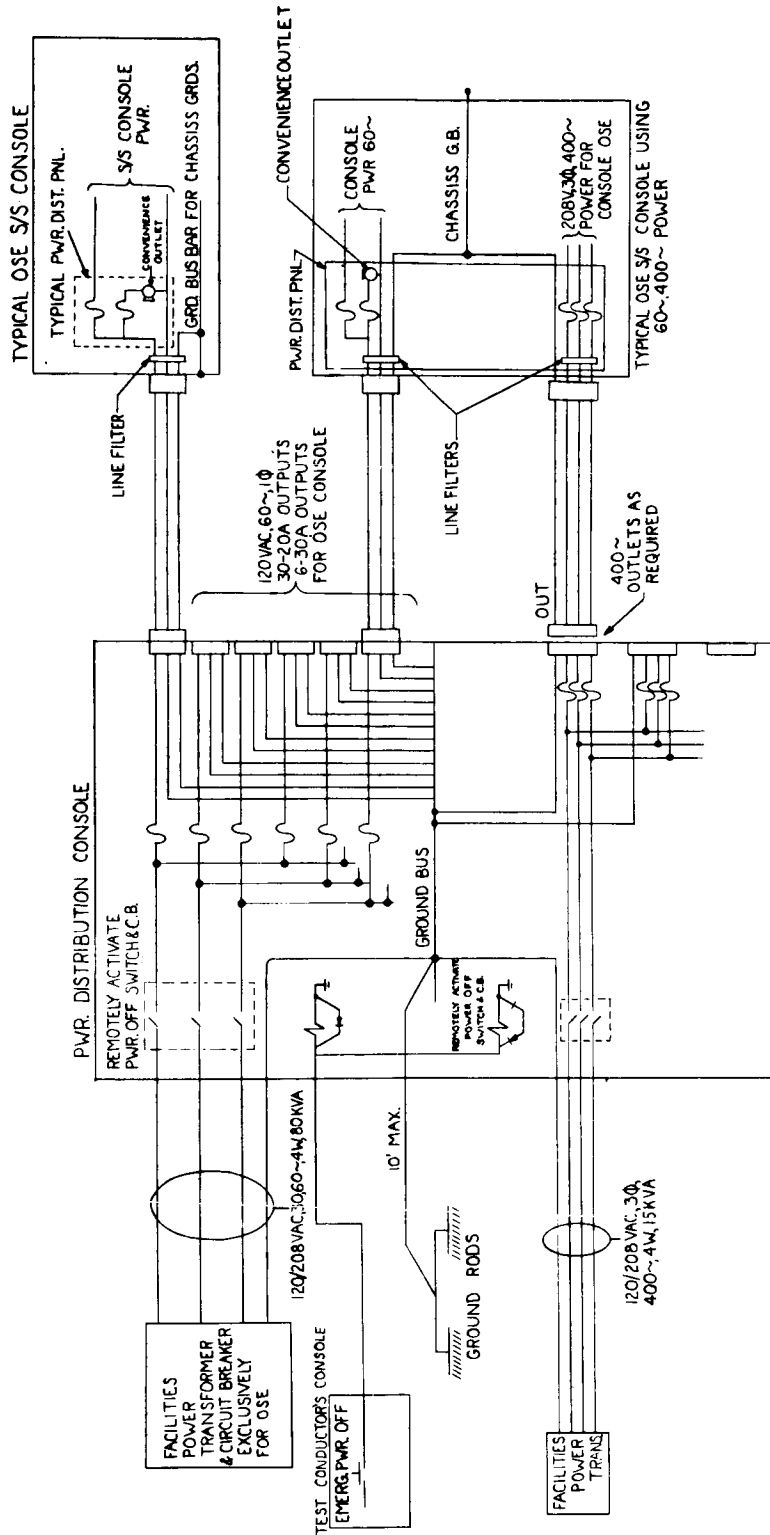 TYPICAL OSE S/S CONSOLE
TYPICAL PWR. DIST. PNL.
S/S CONSOLE
PWR.
CONVENIENCE
OUTLET
GRD. BUS BAR FOR CHASSISS GRDS.
LINE FILTER
CONVENIENCE OUTLET
PWR. DIST. PNL.
CONSOLE
PWR 60~
CHASSISS G.B.
208V,3Φ,400~
POWER FOR
CONSOLE OSE
TYPICAL OSE S/S CONSOLE USING
60~,400~ POWER
LINE FILTERS
120VAC,60~,1Φ
30-20A OUTPUTS
6-30A OUTPUTS
FOR OSE CONSOLE
OUT
400~
OUTLETS AS
REQUIRED
PWR. DISTRIBUTION CONSOLE
REMOTELY ACTIVATE
PWR. OFF SWITCH & C.B.
GROUND BUS
REMOTELY ACTIVATE
POWER OFF
SWITCH & C.B.
120/208VAC,3O,60~,4W,80KVA
10' MAX.
GROUND RODS
120/208 VAC,3Φ,
400~,4W,15KVA
FACILITIES
POWER
TRANSFORMER
& CIRCUIT BREAKER
EXCLUSIVELY
FOR OSE
TEST CONDUCTOR'S CONSOLE
EMERG. PWR. OFF
FACILITIES
POWER
TRANS.